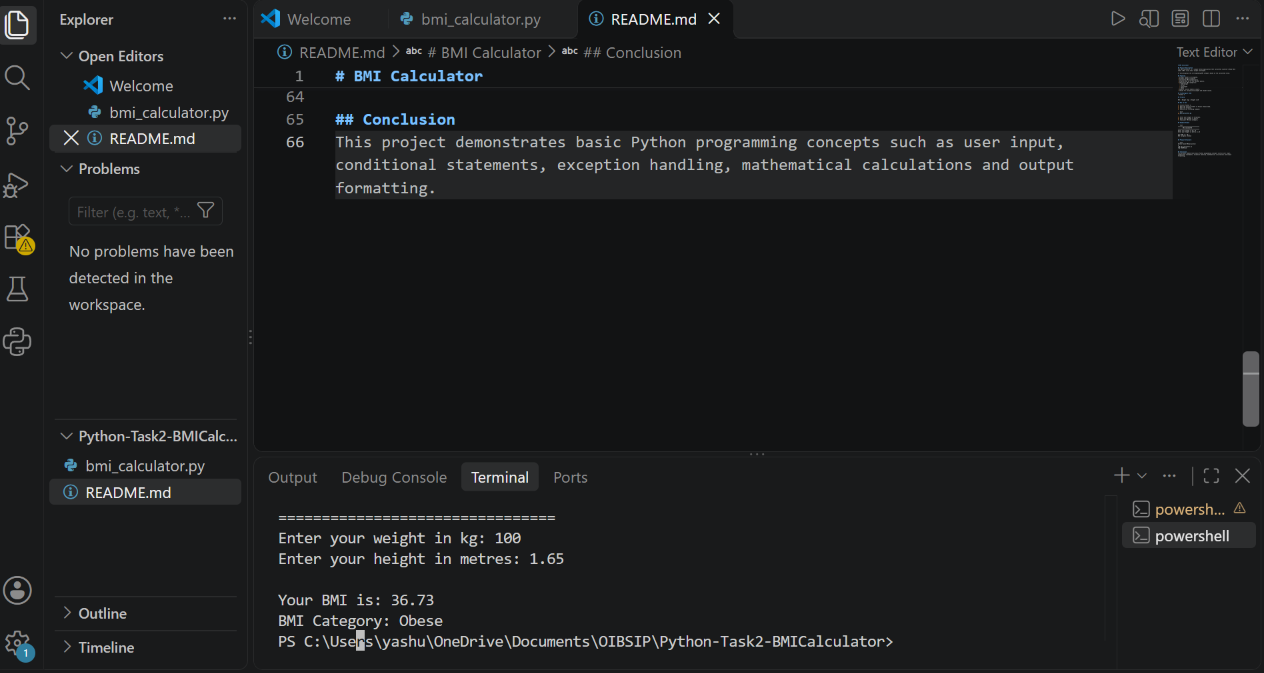 Explorer
Open Editors
Welcome
bmi_calculator.py
README.md
Problems
Filter (e.g. text, *...
No problems have been
detected in the
workspace.
Python-Task2-BMICalc...
bmi_calculator.py
README.md
Outline
Timeline
1
Welcome
bmi_calculator.py
README.md
README.md > abc # BMI Calculator > abc ## Conclusion
Text Editor
1 # BMI Calculator
64
65 ## Conclusion
66 This project demonstrates basic Python programming concepts such as user input,
conditional statements, exception handling, mathematical calculations and output
formatting.
Output Debug Console Terminal Ports
===============================
Enter your weight in kg: 100
Enter your height in metres: 1.65
Your BMI is: 36.73
BMI Category: Obese
PS C:\Users\yashu\OneDrive\Documents\OIBSIP\Python-Task2-BMICalculator>
powersh...
powershell